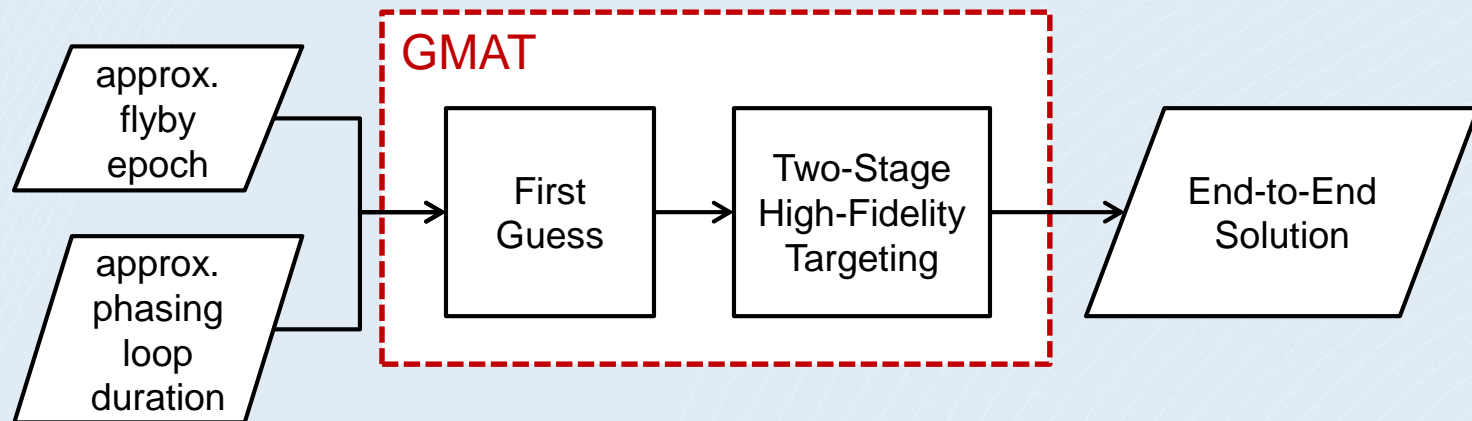 GMAT
approx.
flyby
epoch
approx.
phasing
loop
duration
First
Guess
Two-Stage
High-Fidelity
Targeting
End-to-End
Solution